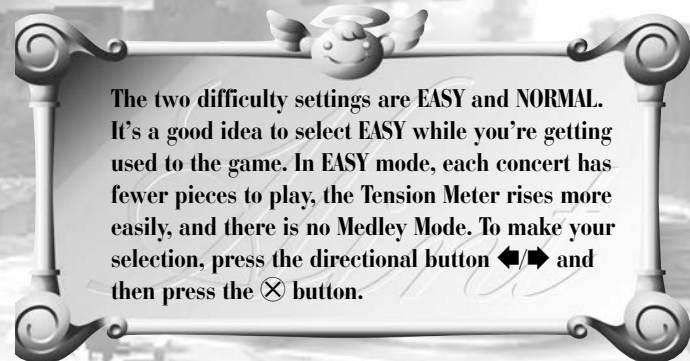 The two difficulty settings are EASY and NORMAL.
It's a good idea to select EASY while you're getting
used to the game. In EASY mode, each concert has
fewer pieces to play, the Tension Meter rises more
easily, and there is no Medley Mode. To make your
selection, press the directional button 🡄/🡆 and
then press the ⓧ button.